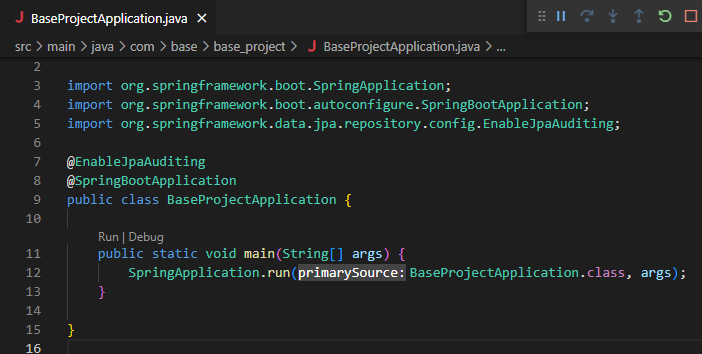 J BaseProjectApplication.java ×
src > main > java > com > base > base_project > J BaseProjectApplication.java > ...
2
3 import org.springframework.boot.SpringApplication;
4 import org.springframework.boot.autoconfigure.SpringBootApplication;
5 import org.springframework.data.jpa.repository.config.EnableJpaAuditing;
6
7 @EnableJpaAuditing
8 @SpringBootApplication
9 public class BaseProjectApplication {
10
Run | Debug
11 public static void main(String[] args) {
12 SpringApplication.run(primarySource: BaseProjectApplication.class, args);
13 }
14
15 }
16